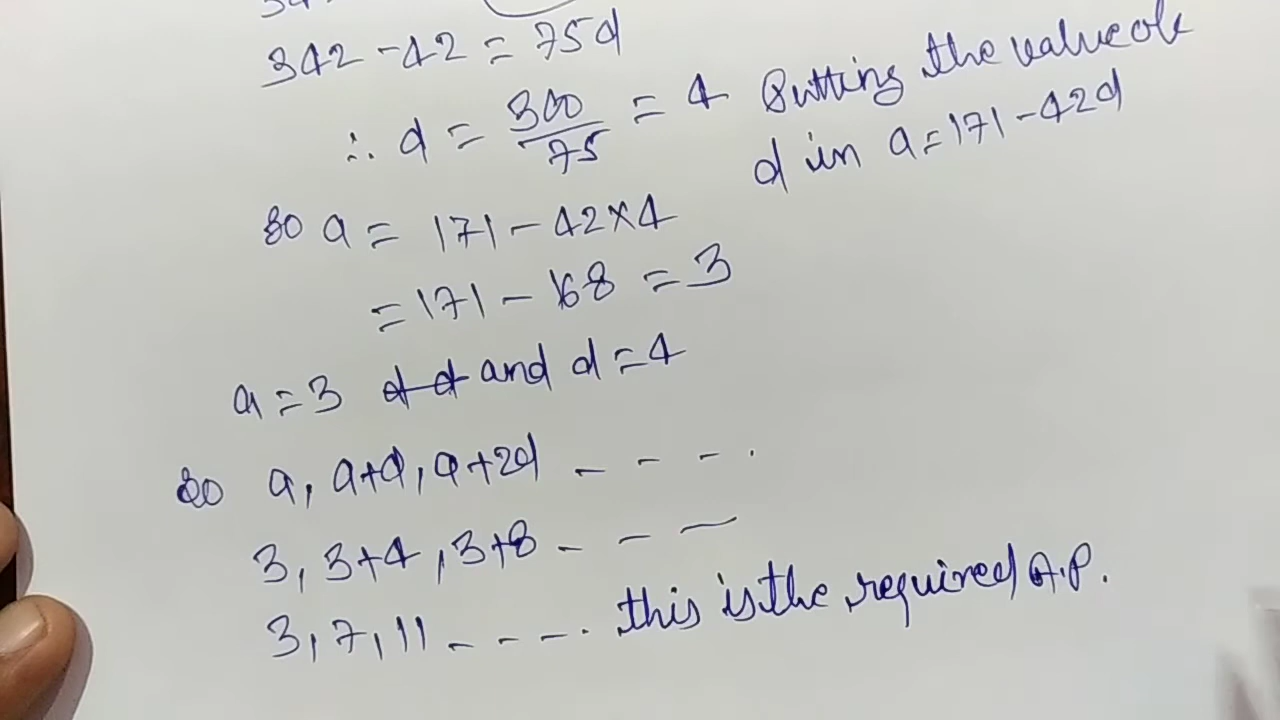 342 - 42 = 75d
∴ d = 300/75 = 4 Putting the value of
d in a = 171 - 42d
So a = 171 - 42×4
= 171 - 168 = 3
a = 3 and d = 4
So a, a+d, a+2d - - - - .
3, 3+4, 3+8 - - -
3, 7, 11 - - - - . this is the required A.P.